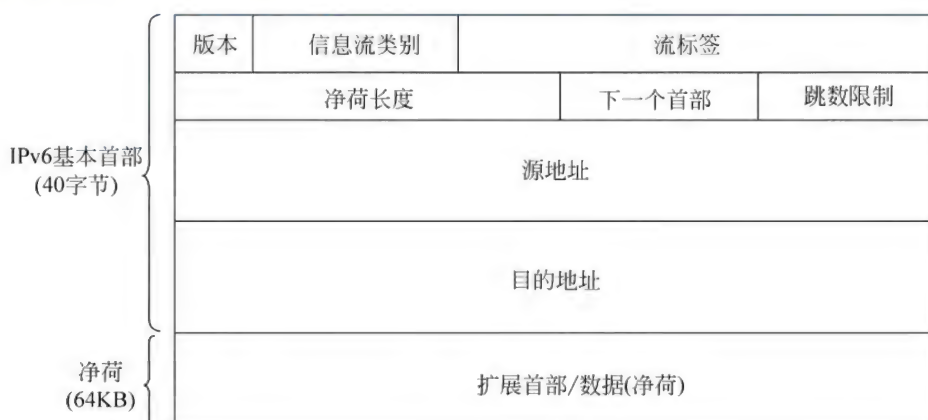 版本 信息流类别 流标签
净荷长度 下一个首部 跳数限制
IPv6基本首部
(40字节)
源地址
目的地址
净荷
(64KB)
扩展首部/数据(净荷)